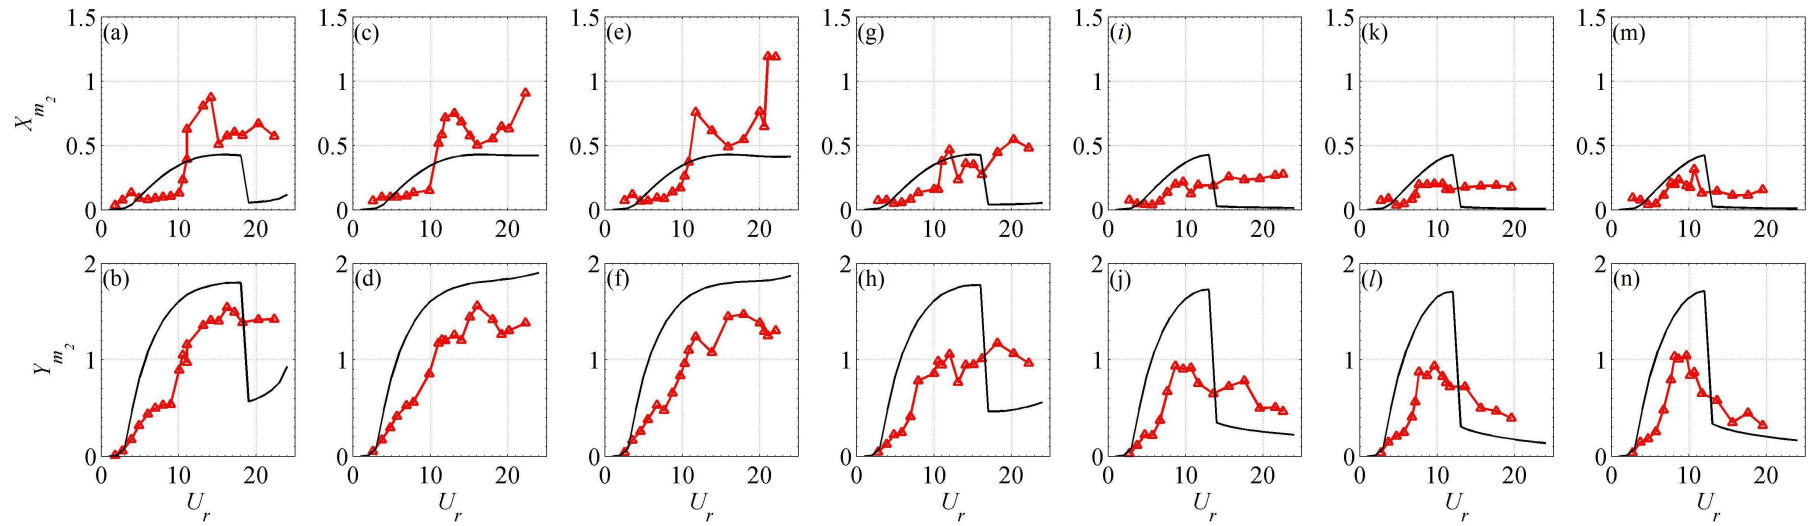 (a) (c) (e) (g) (i) (k) (m)
1.5 1.5 1.5 1.5 1.5 1.5 1.5
1 1 1 1 1 1 1
0.5 0.5 0.5 0.5 0.5 0.5 0.5
0 0 0 0 0 0 0
0 10 20 0 10 20 0 10 20 0 10 20 0 10 20 0 10 20 0 10 20
X_{m_2}
(b) (d) (f) (h) (j) (l) (n)
2 2 2 2 2 2 2
1 1 1 1 1 1 1
0 0 0 0 0 0 0
0 10 20 0 10 20 0 10 20 0 10 20 0 10 20 0 10 20 0 10 20
Y_{m_2}
U_r U_r U_r U_r U_r U_r U_r